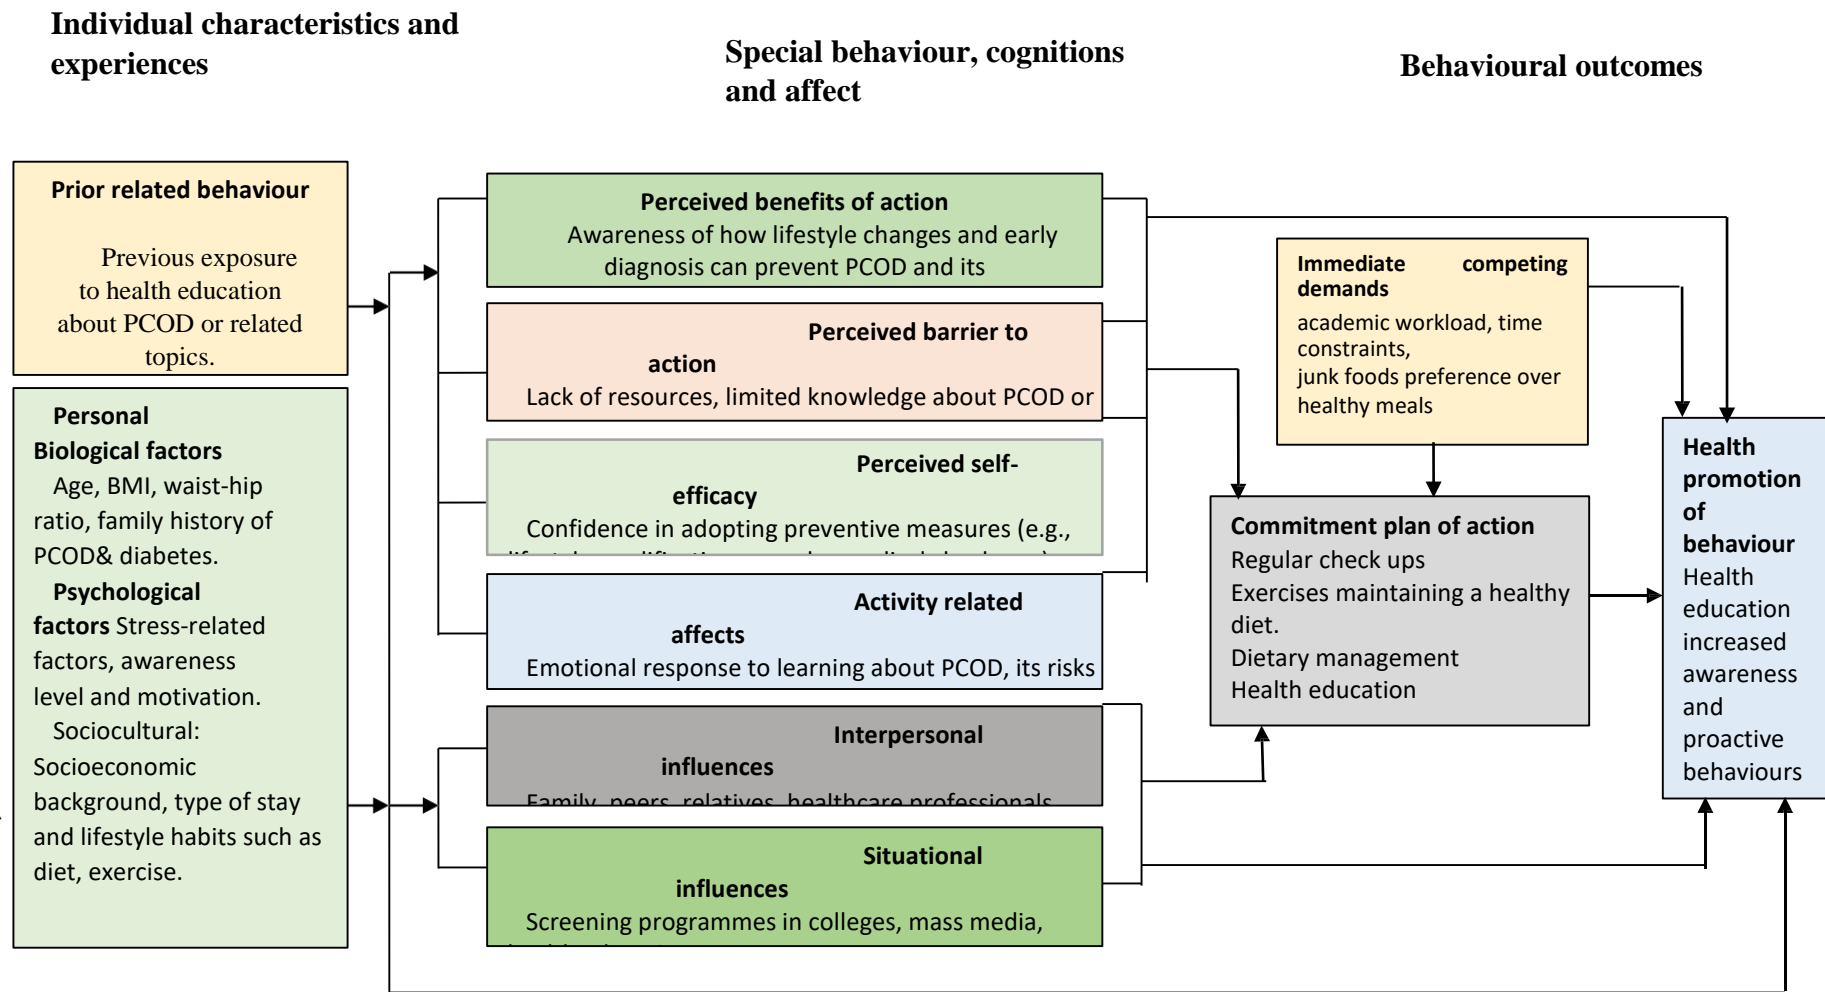 Individual characteristics and
experiences
Special behaviour, cognitions
and affect
Behavioural outcomes
Prior related behaviour
Previous exposure
to health education
about PCOD or related
topics.
Personal
Biological factors
Age, BMI, waist-hip
ratio, family history of
PCOD& diabetes.
Psychological
factors Stress-related
factors, awareness
level and motivation.
Sociocultural:
Socioeconomic
background, type of stay
and lifestyle habits such as
diet, exercise.
Perceived benefits of action
Awareness of how lifestyle changes and early
diagnosis can prevent PCOD and its
Perceived barrier to
action
Lack of resources, limited knowledge about PCOD or
Perceived self-
efficacy
Confidence in adopting preventive measures (e.g.,
Activity related
affects
Emotional response to learning about PCOD, its risks
Interpersonal
influences
Family, peers, relatives, healthcare professionals
Situational
influences
Screening programmes in colleges, mass media,
Immediate competing
demands
academic workload, time
constraints,
junk foods preference over
healthy meals
Commitment plan of action
Regular check ups
Exercises maintaining a healthy
diet.
Dietary management
Health education
Health
promotion
of
behaviour
Health
education
increased
awareness
and
proactive
behaviours